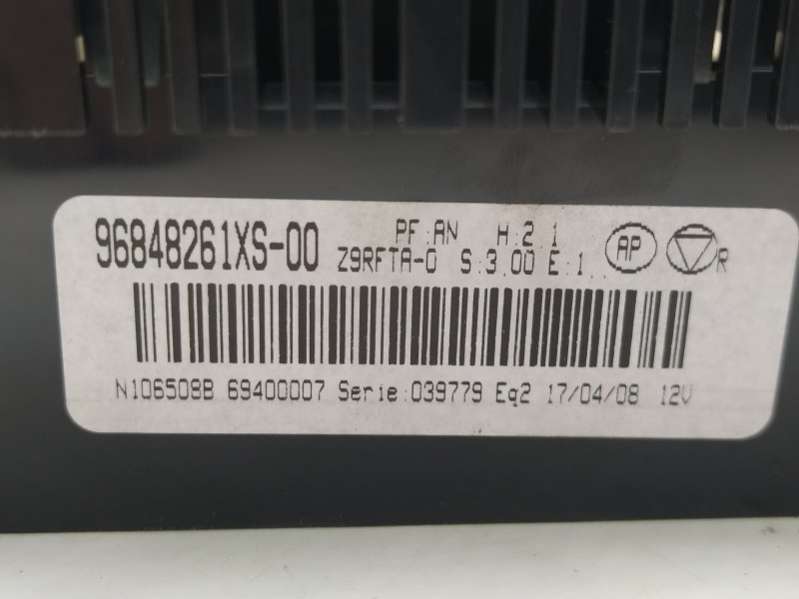 96848261XS-00 PF:AN H:2.1
Z9RFTA-0 S:3.00 E:1.. AP R
N106508B 69400007 Serie:039779 Eq2 17/04/08 12V